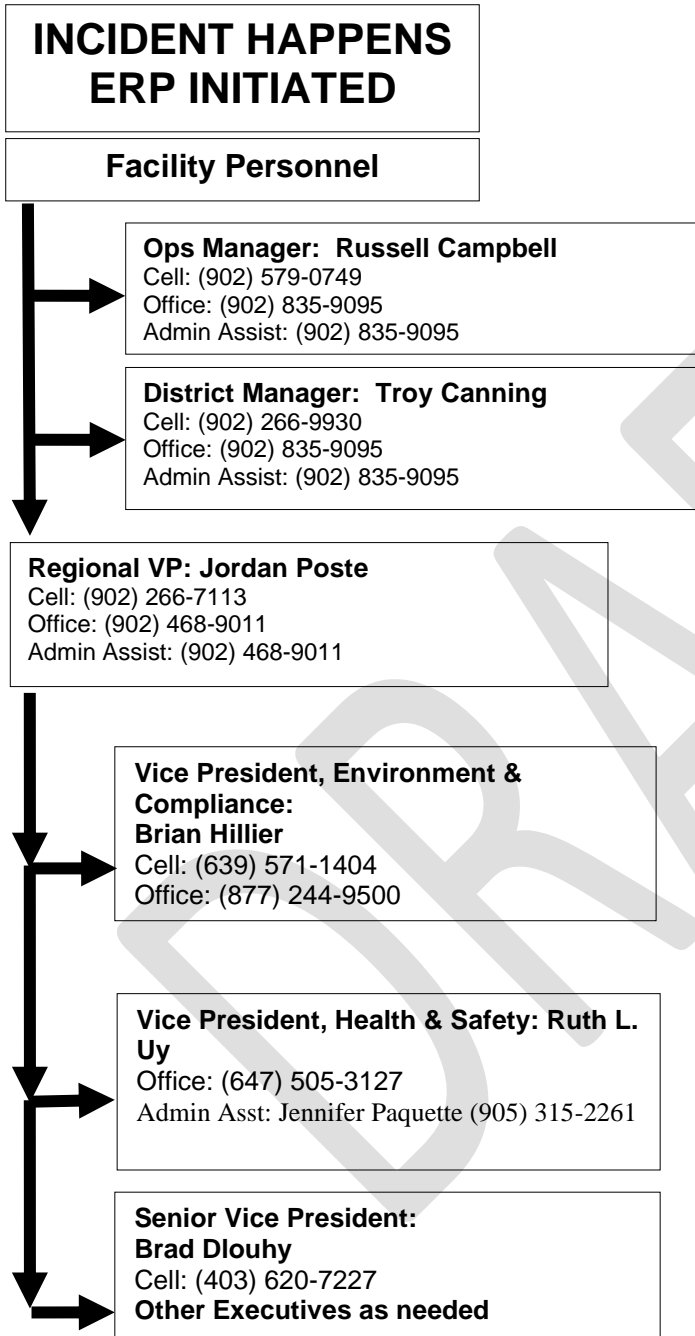 INCIDENT HAPPENS
ERP INITIATED
Facility Personnel
Ops Manager: Russell Campbell
Cell: (902) 579-0749
Office: (902) 835-9095
Admin Assist: (902) 835-9095
District Manager: Troy Canning
Cell: (902) 266-9930
Office: (902) 835-9095
Admin Assist: (902) 835-9095
Regional VP: Jordan Poste
Cell: (902) 266-7113
Office: (902) 468-9011
Admin Assist: (902) 468-9011
Vice President, Environment &
Compliance:
Brian Hillier
Cell: (639) 571-1404
Office: (877) 244-9500
Vice President, Health & Safety: Ruth L.
Uy
Office: (647) 505-3127
Admin Asst: Jennifer Paquette (905) 315-2261
Senior Vice President:
Brad Dlouhy
Cell: (403) 620-7227
Other Executives as needed
DRA